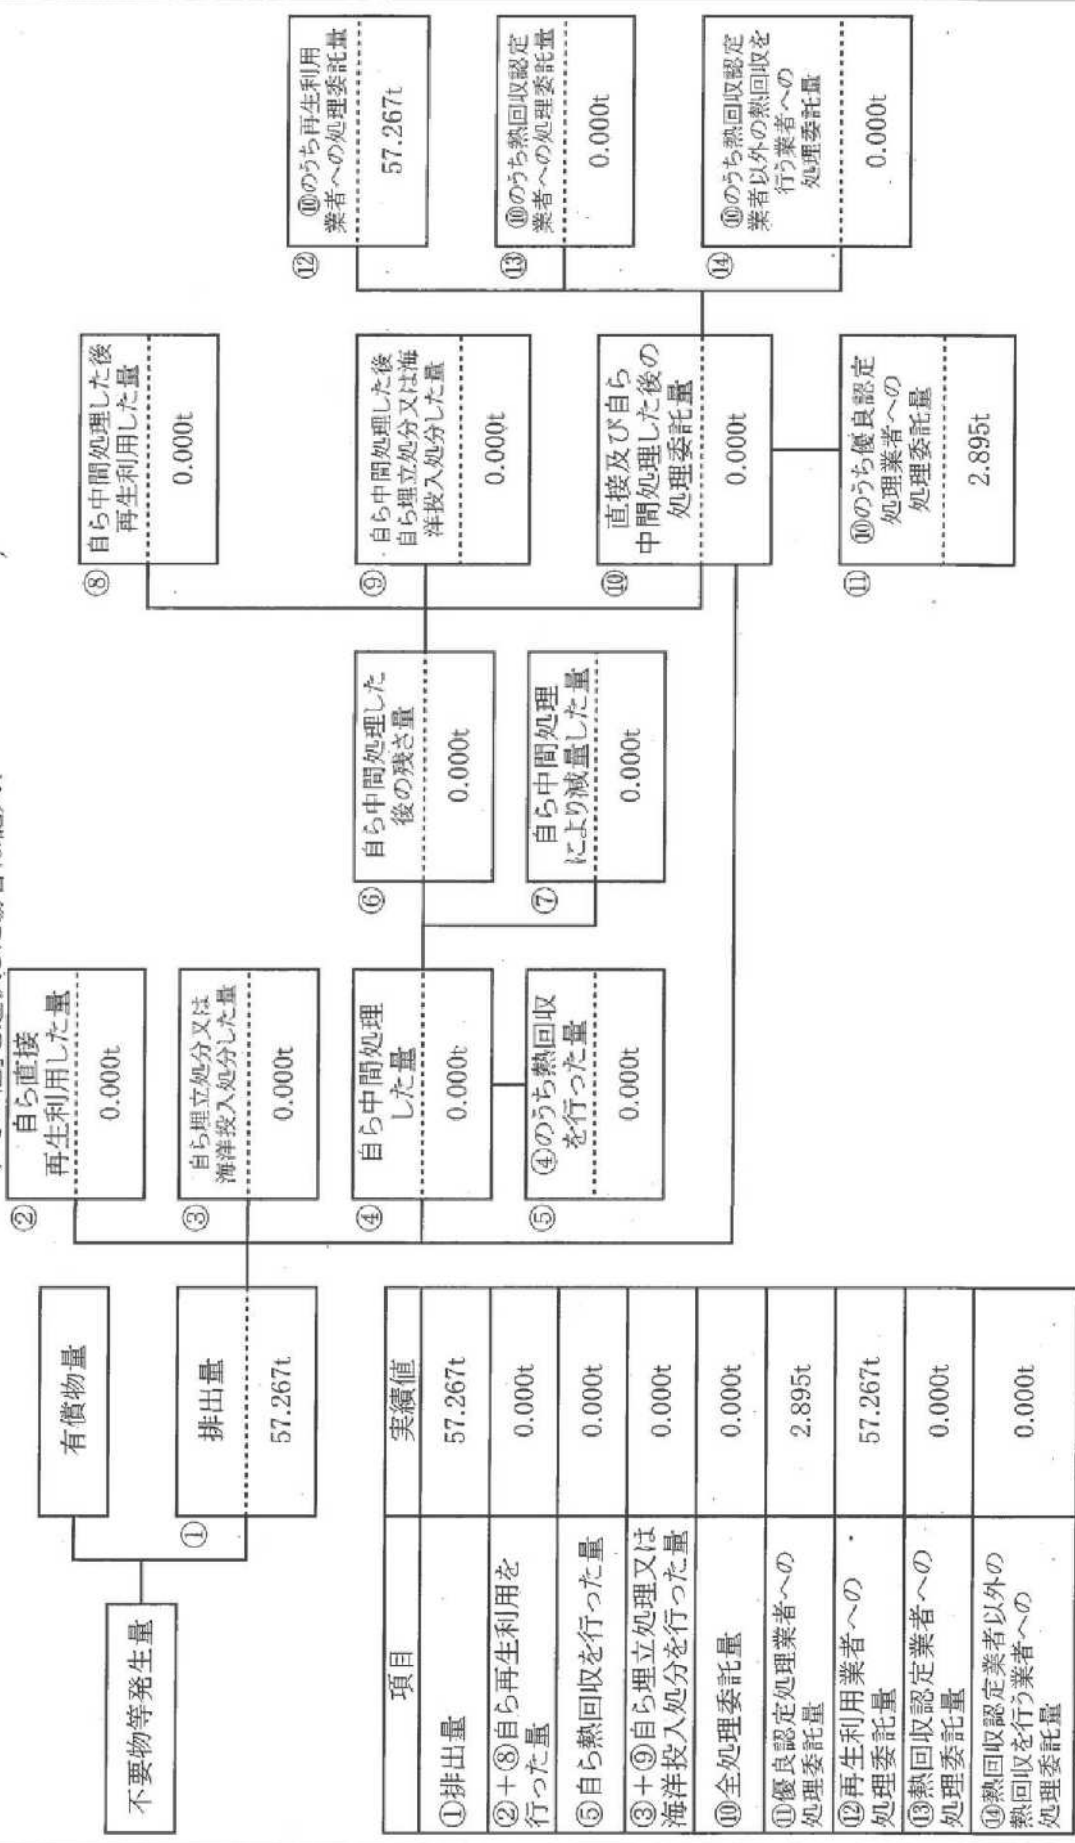 不要物等発生量
有償物量
①
排出量
57.267t
②
自ら直接
再生利用した量
0.000t
③
自ら埋立処分又は
海洋投入処分した量
0.000t
④
自ら中間処理
した量
0.000t
⑤
④のうち熱回収
を行った量
0.000t
⑥
自ら中間処理した
後の残さ量
0.000t
⑦
自ら中間処理
により減量した量
0.000t
⑧
自ら中間処理した後
再生利用した量
0.000t
⑨
自ら中間処理した後
自ら埋立処分又は海
洋投入処分した量
0.000t
⑩
直接及び自ら
中間処理した後の
処理委託量
0.000t
⑪
⑩のうち優良認定
処理業者への
処理委託量
2.895t
⑫
⑩のうち再生利用
業者への処理委託量
57.267t
⑬
⑩のうち熱回収認定
業者への処理委託量
0.000t
⑭
⑩のうち熱回収認定
業者以外の熱回収を
行う業者への
処理委託量
0.000t
項目 実績値
①排出量 57.267t
②+⑧自ら再生利用を
行った量 0.000t
⑤自ら熱回収を行った量 0.000t
③+⑨自ら埋立処理又は
海洋投入処分を行った量 0.000t
⑩全処理委託量 0.000t
⑪優良認定処理業者への
処理委託量 2.895t
⑫再生利用業者への
処理委託量 57.267t
⑬熱回収認定業者への
処理委託量 0.000t
⑭熱回収認定業者以外の
熱回収を行う業者への
処理委託量 0.000t